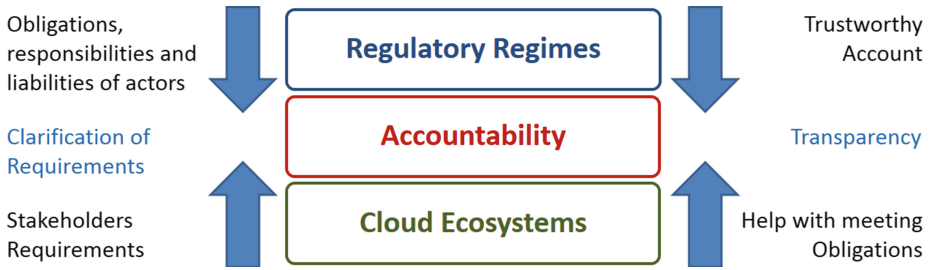 Obligations,
responsibilities and
liabilities of actors
Regulatory Regimes
Trustworthy
Account
Clarification of
Requirements
Accountability
Transparency
Stakeholders
Requirements
Cloud Ecosystems
Help with meeting
Obligations